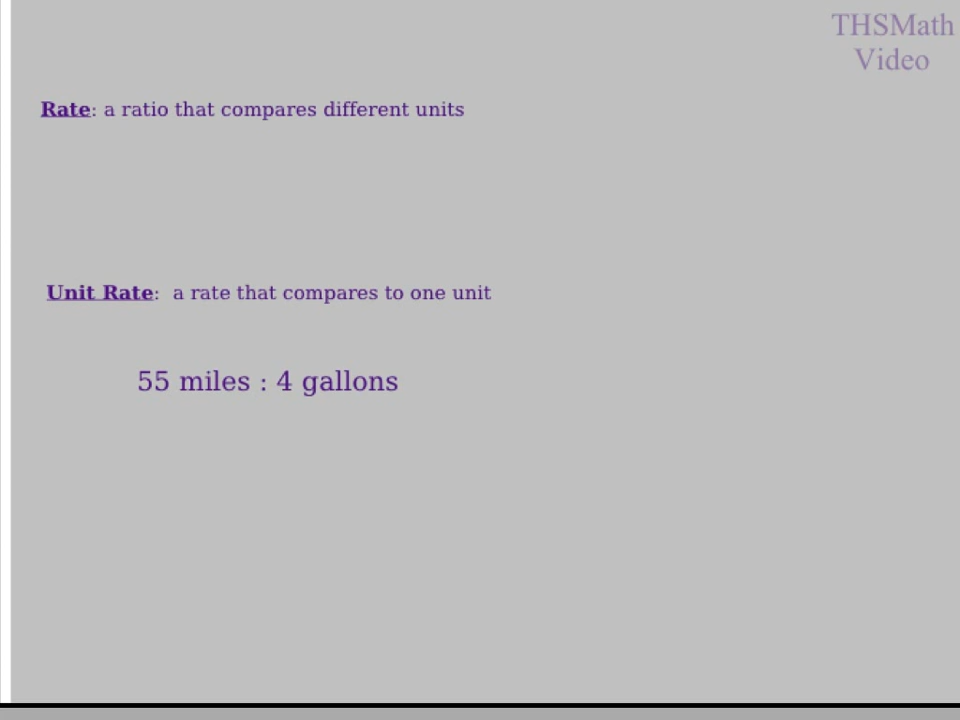 THSMath
Video
Rate: a ratio that compares different units
Unit Rate:  a rate that compares to one unit
55 miles : 4 gallons